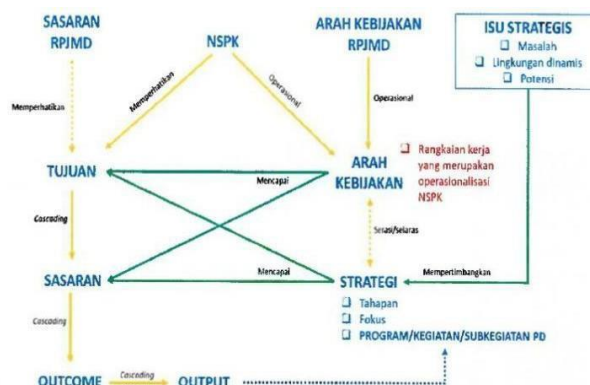 SASARAN
RPJMD
NSPK
ARAH KEBIJAKAN
RPJMD
ISU STRATEGIS
Masalah
Lingkungan dinamis
Potensi
Memperhatikan
Memperhatikan
Operasional
Operasional
TUJUAN
Mencapai
ARAH
KEBIJAKAN
Rangkaian kerja
yang merupakan
operasionalisasi
NSPK
Cascading
Serasi/selaras
SASARAN
Mencapai
STRATEGI
Mempertimbangkan
Tahapan
Fokus
PROGRAM/KEGIATAN/SUBKEGIATAN PD
Cascading
OUTCOME
Cascading
OUTPUT